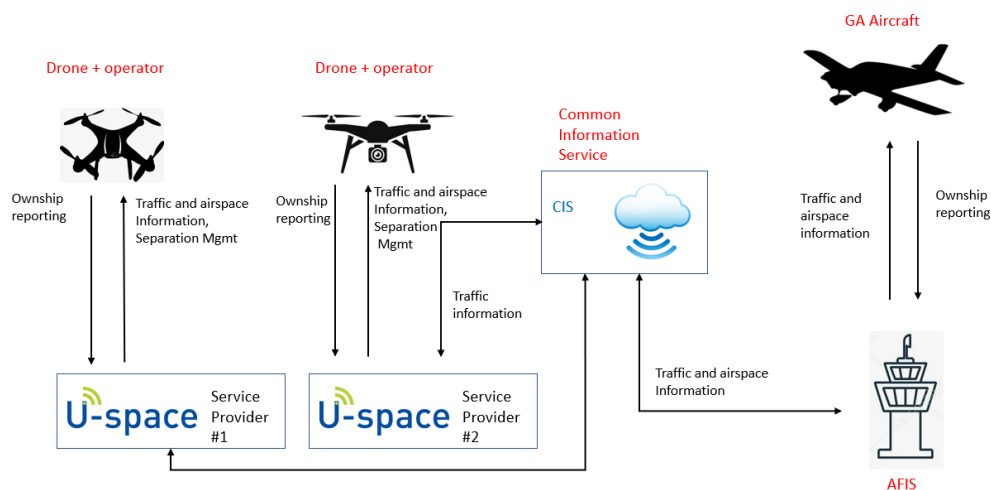 GA Aircraft
Drone + operator
Drone + operator
Common
Information
Service
Ownship
reporting
Traffic and airspace
Information,
Separation Mgmt
Ownship
reporting
Traffic and airspace
Information,
Separation
Mgmt
CIS
Traffic and
airspace
information
Ownship
reporting
Traffic
information
Traffic and airspace
Information
U-space
Service
Provider
#1
U-space
Service
Provider
#2
AFIS